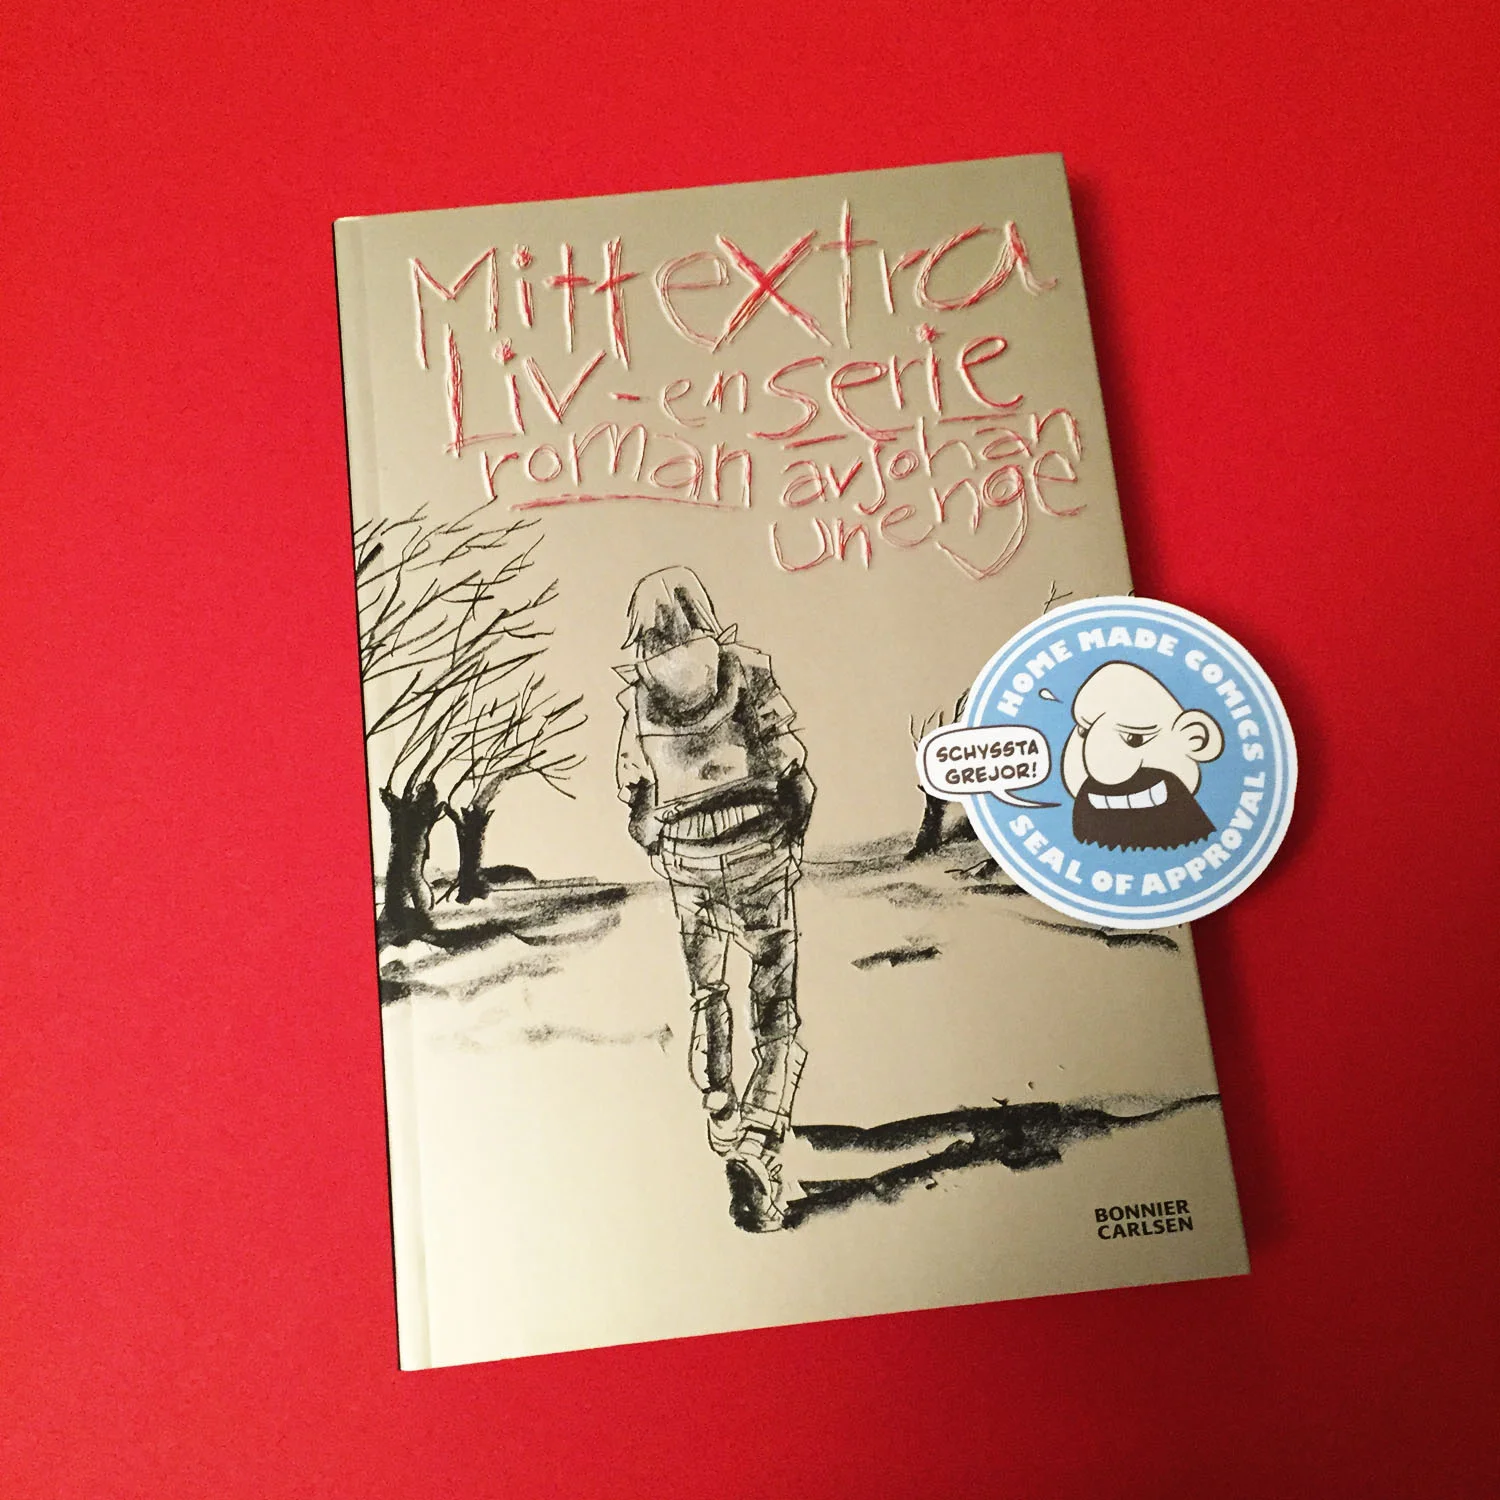 Mitt extra
Liv - en serie
roman av Johan
Unenge
HOME MADE COMICS
SCHYSSTA
GREJOR!
SEAL OF APPROVAL
BONNIER
CARLSEN